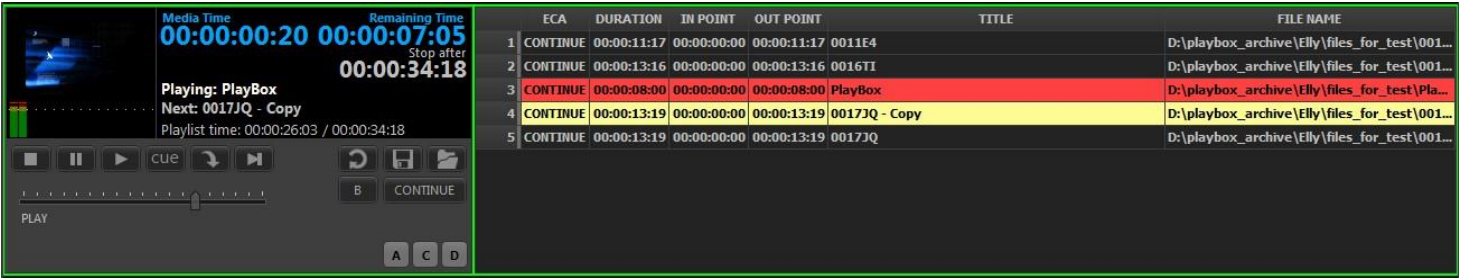 Media Time Remaining Time
00:00:00:20 00:00:07:05
Stop after
00:00:34:18
Playing: PlayBox
Next: 0017JQ - Copy
Playlist time: 00:00:26:03 / 00:00:34:18
cue
B CONTINUE
PLAY
A C D
ECA DURATION IN POINT OUT POINT TITLE FILE NAME
1 CONTINUE 00:00:11:17 00:00:00:00 00:00:11:17 0011E4 D:\playbox_archive\Elly\files_for_test\001...
2 CONTINUE 00:00:13:16 00:00:00:00 00:00:13:16 0016TI D:\playbox_archive\Elly\files_for_test\001...
3 CONTINUE 00:00:08:00 00:00:00:00 00:00:08:00 PlayBox D:\playbox_archive\Elly\files_for_test\Pla...
4 CONTINUE 00:00:13:19 00:00:00:00 00:00:13:19 0017JQ - Copy D:\playbox_archive\Elly\files_for_test\001...
5 CONTINUE 00:00:13:19 00:00:00:00 00:00:13:19 0017JQ D:\playbox_archive\Elly\files_for_test\001...